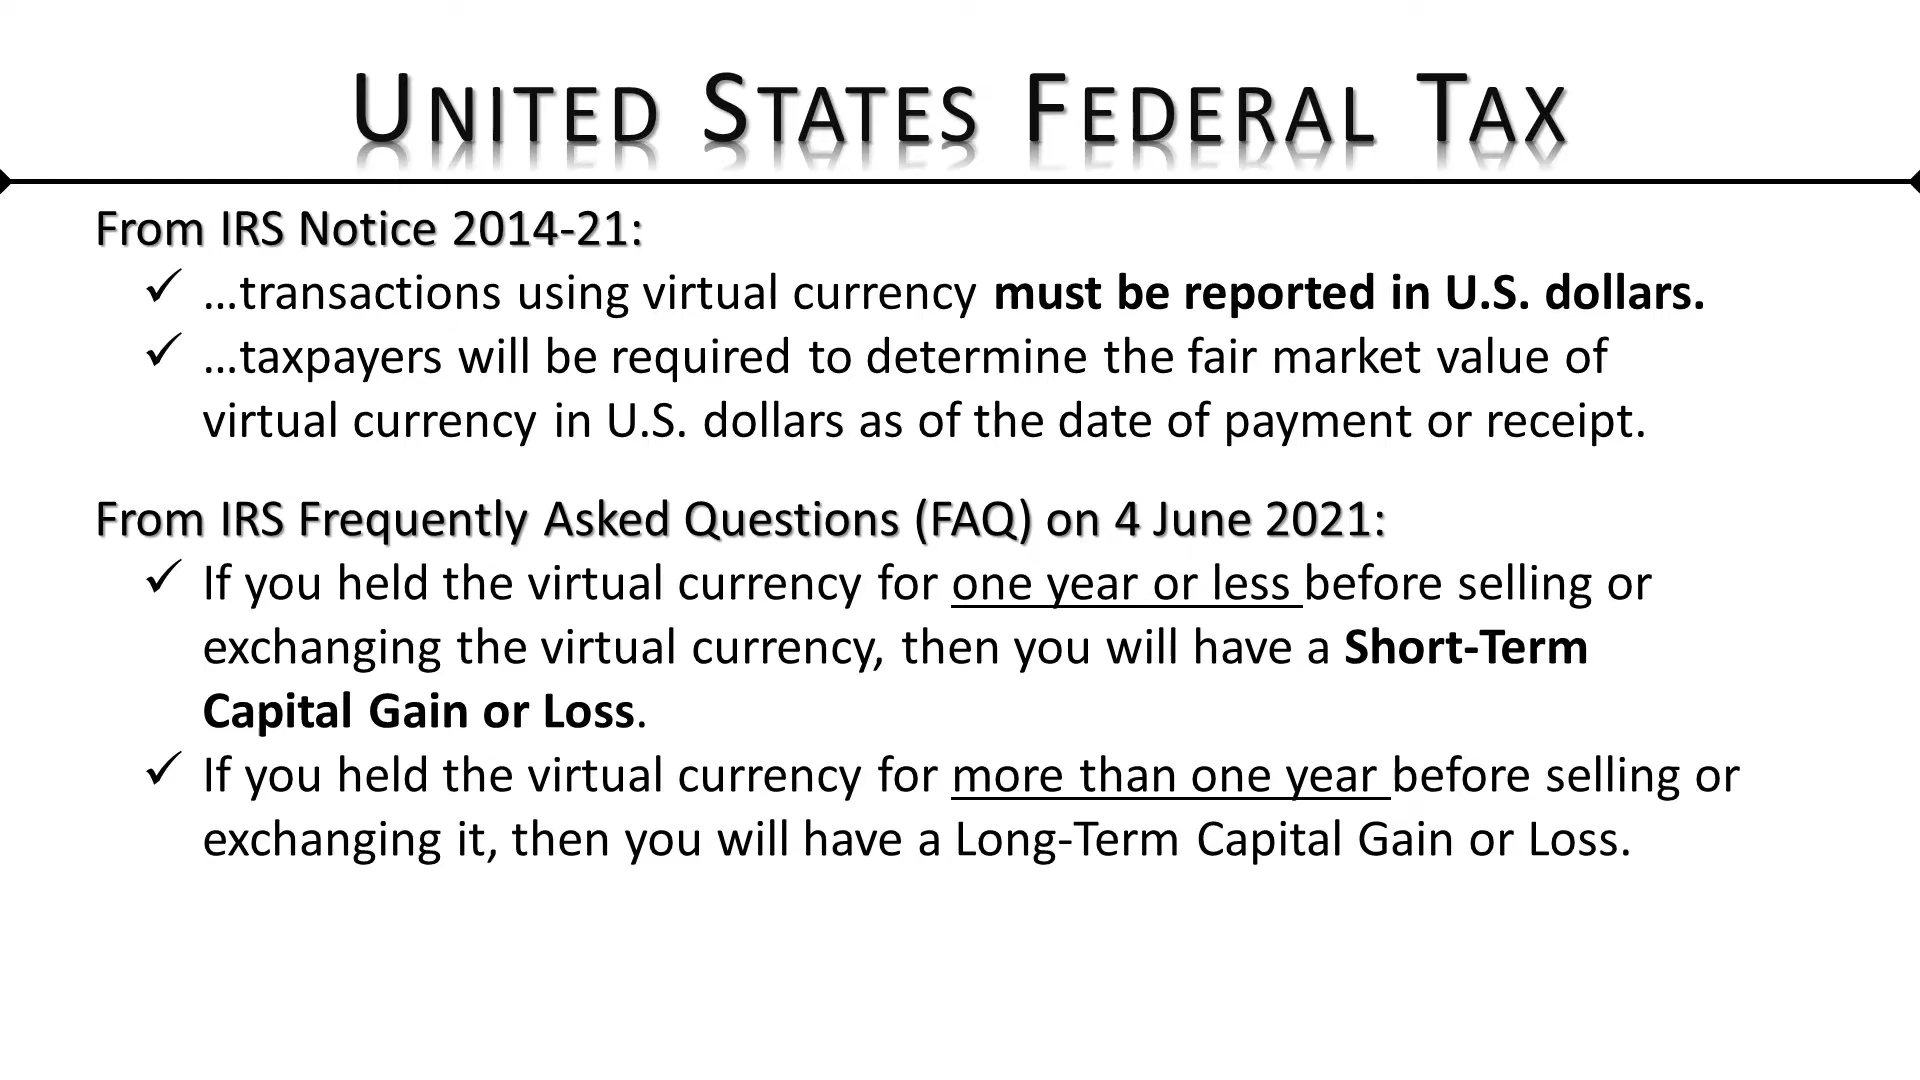 UNITED STATES FEDERAL TAX
From IRS Notice 2014-21:
✓ …transactions using virtual currency must be reported in U.S. dollars.
✓ …taxpayers will be required to determine the fair market value of
virtual currency in U.S. dollars as of the date of payment or receipt.
From IRS Frequently Asked Questions (FAQ) on 4 June 2021:
✓ If you held the virtual currency for one year or less before selling or
exchanging the virtual currency, then you will have a Short-Term
Capital Gain or Loss.
✓ If you held the virtual currency for more than one year before selling or
exchanging it, then you will have a Long-Term Capital Gain or Loss.